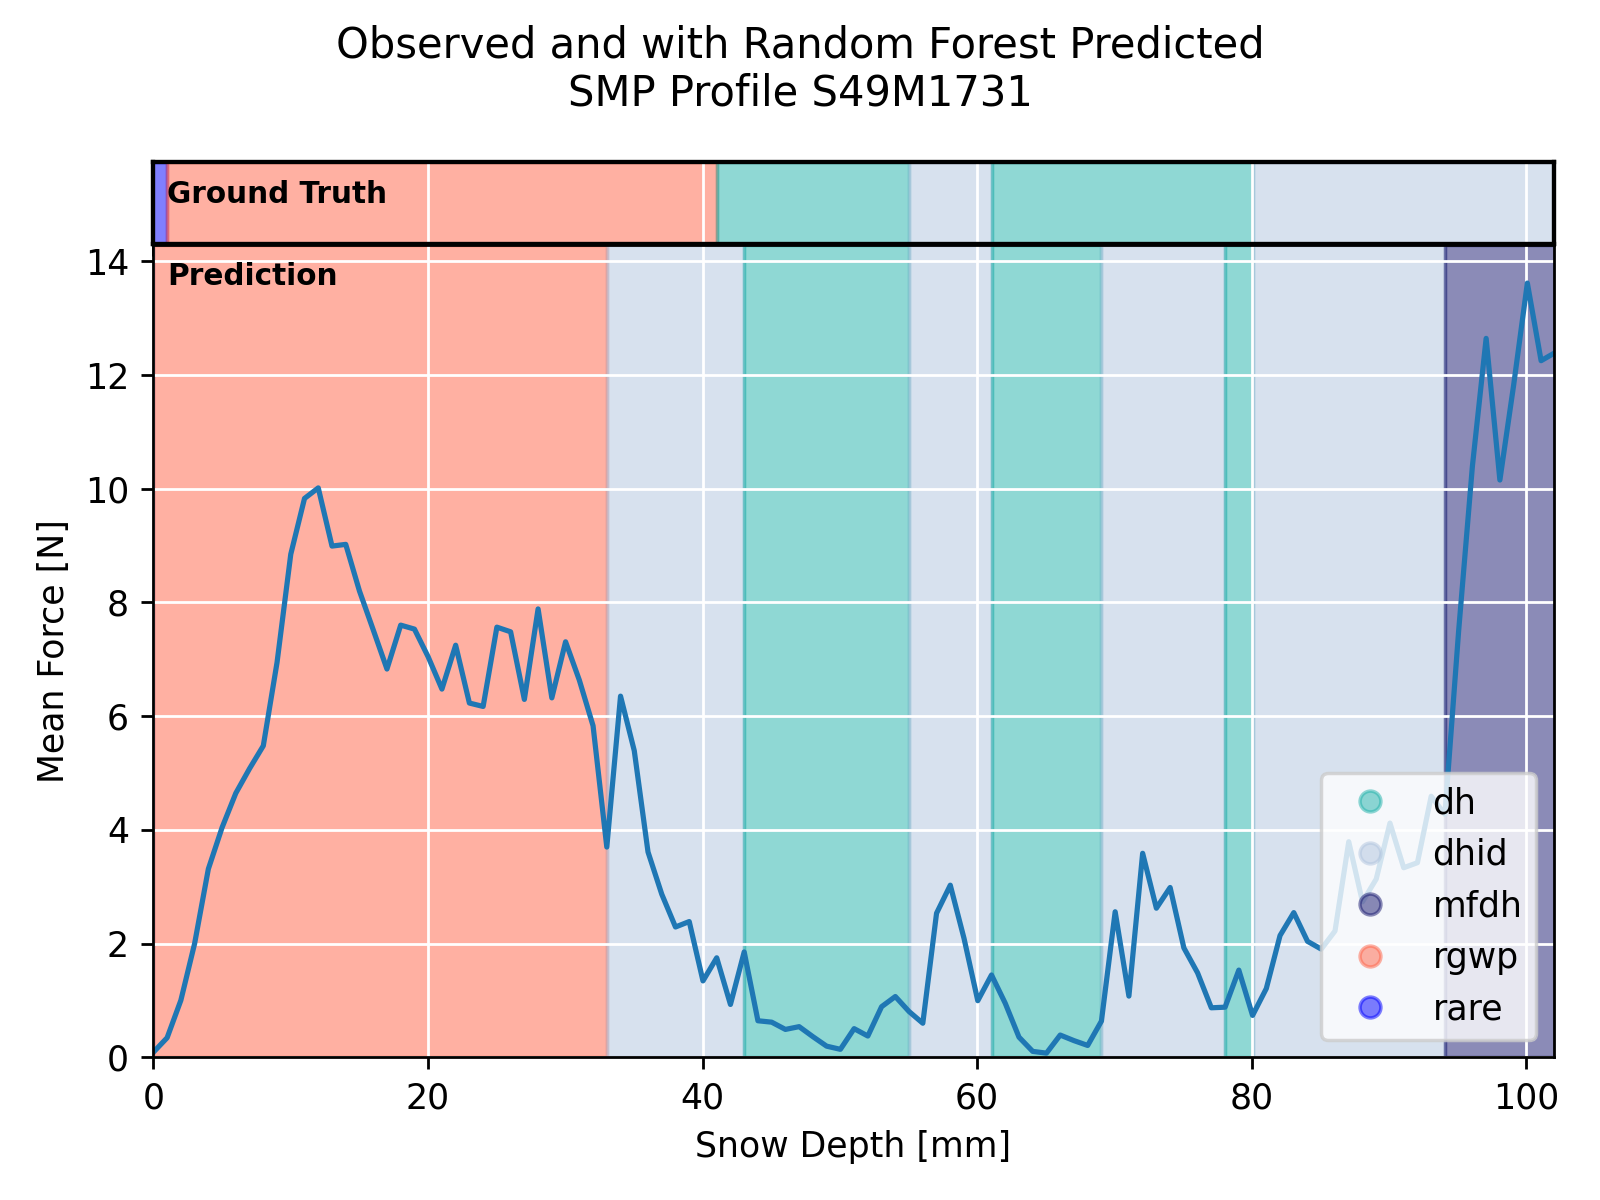 Observed and with Random Forest Predicted
SMP Profile S49M1731
Ground Truth
Prediction
14
12
10
8
6
4
2
0
Mean Force [N]
dh
dhid
mfdh
rgwp
rare
0 20 40 60 80 100
Snow Depth [mm]